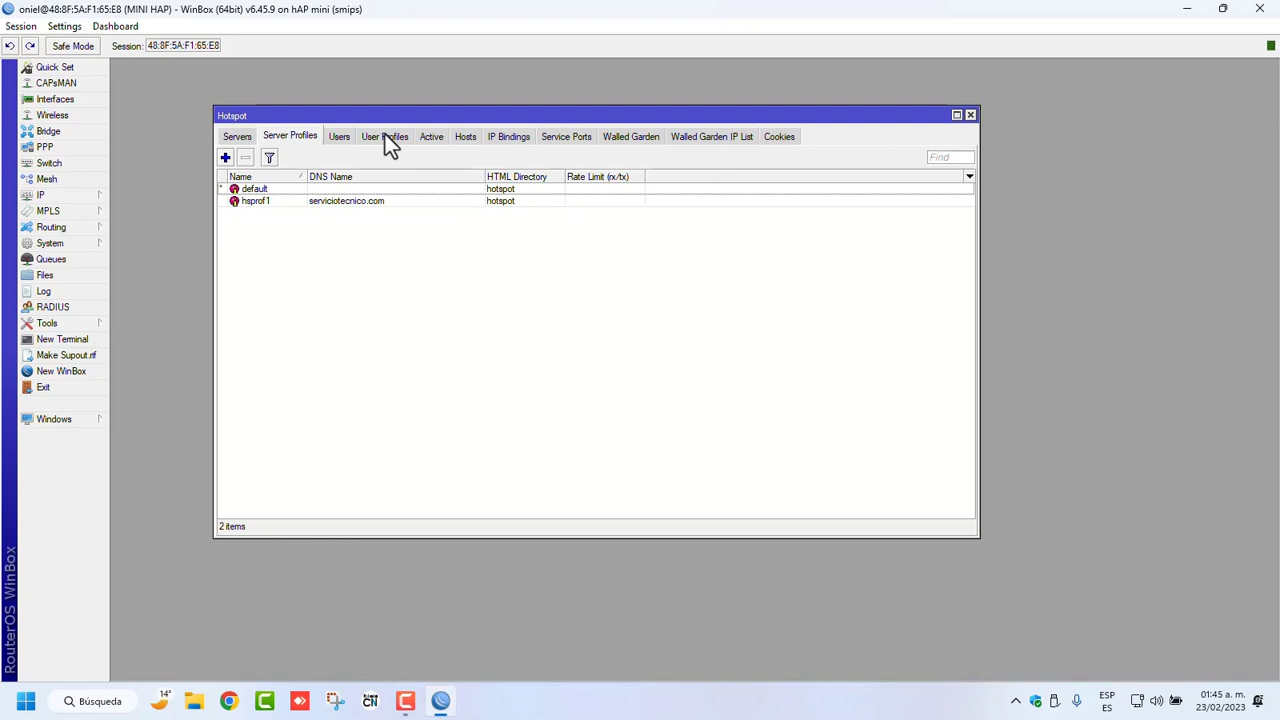 oniel@48:8F:5A:F1:65:E8 (MINI HAP) - WinBox (64bit) v6.45.9 on hAP mini (smips)
Session Settings Dashboard
Safe Mode Session: 48:8F:5A:F1:65:E8
Quick Set
CAPsMAN
Interfaces
Wireless
Bridge
PPP
Switch
Mesh
IP
MPLS
Routing
System
Queues
Files
Log
RADIUS
Tools
New Terminal
Make Supout.rif
New WinBox
Exit
Windows
RouterOS WinBox
Hotspot
Servers Server Profiles Users User Profiles Active Hosts IP Bindings Service Ports Walled Garden Walled Garden IP List Cookies
Find
Name DNS Name HTML Directory Rate Limit (rx/tx)
* default hotspot
hsprof1 serviciotecnico.com hotspot
2 items
14°
Búsqueda
CN
ESP
ES
01:45 a. m.
23/02/2023